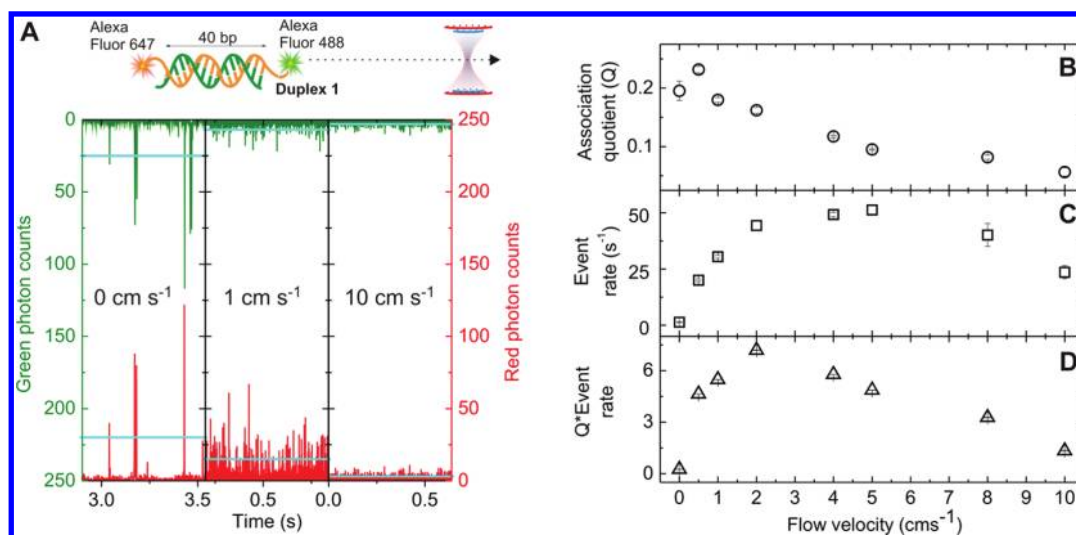 A
Alexa
Fluor 647
40 bp
Alexa
Fluor 488
Duplex 1
Green photon counts
0
50
100
150
200
250
0 cm s-1
1 cm s-1
10 cm s-1
250
200
150
100
50
0
Red photon counts
3.0 3.5 0.5 0.0 0.5
Time (s)
B
Association
quotient (Q)
0.2
0.1
C
Event
rate (s-1)
50
25
0
D
Q*Event
rate
6
3
0
0 1 2 3 4 5 6 7 8 9 10
Flow velocity (cms-1)